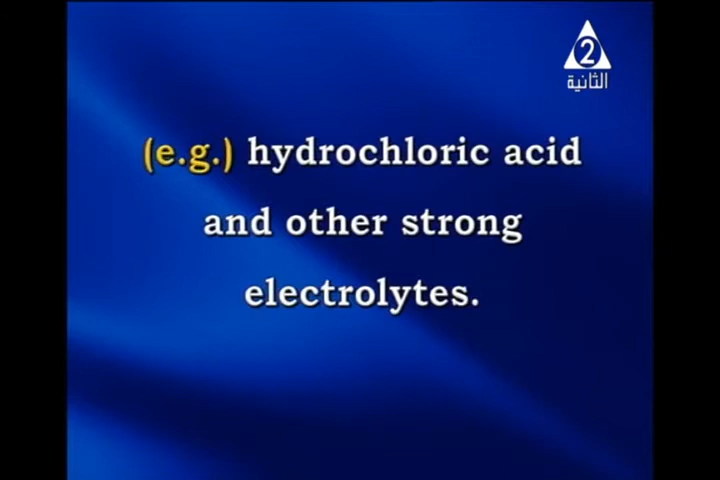 2
الثانية
(e.g.) hydrochloric acid
and other strong
electrolytes.